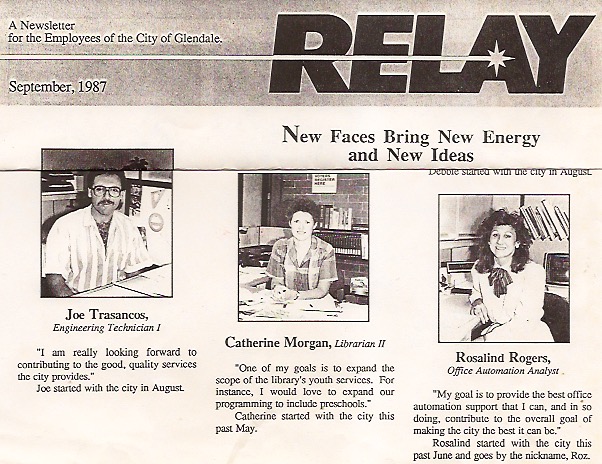 A Newsletter
for the Employees of the City of Glendale.
RELAY
September, 1987
New Faces Bring New Energy
and New Ideas
Debbie started with the city in August.
VOTERS
REGISTER
HERE
Joe Trasancos,
Engineering Technician I
"I am really looking forward to
contributing to the good, quality services
the city provides."
Joe started with the city in August.
Catherine Morgan, Librarian II
"One of my goals is to expand the
scope of the library's youth services. For
instance, I would love to expand our
programming to include preschools."
Catherine started with the city this
past May.
Rosalind Rogers,
Office Automation Analyst
"My goal is to provide the best office
automation support that I can, and in so
doing, contribute to the overall goal of
making the city the best it can be."
Rosalind started with the city this
past June and goes by the nickname, Roz.